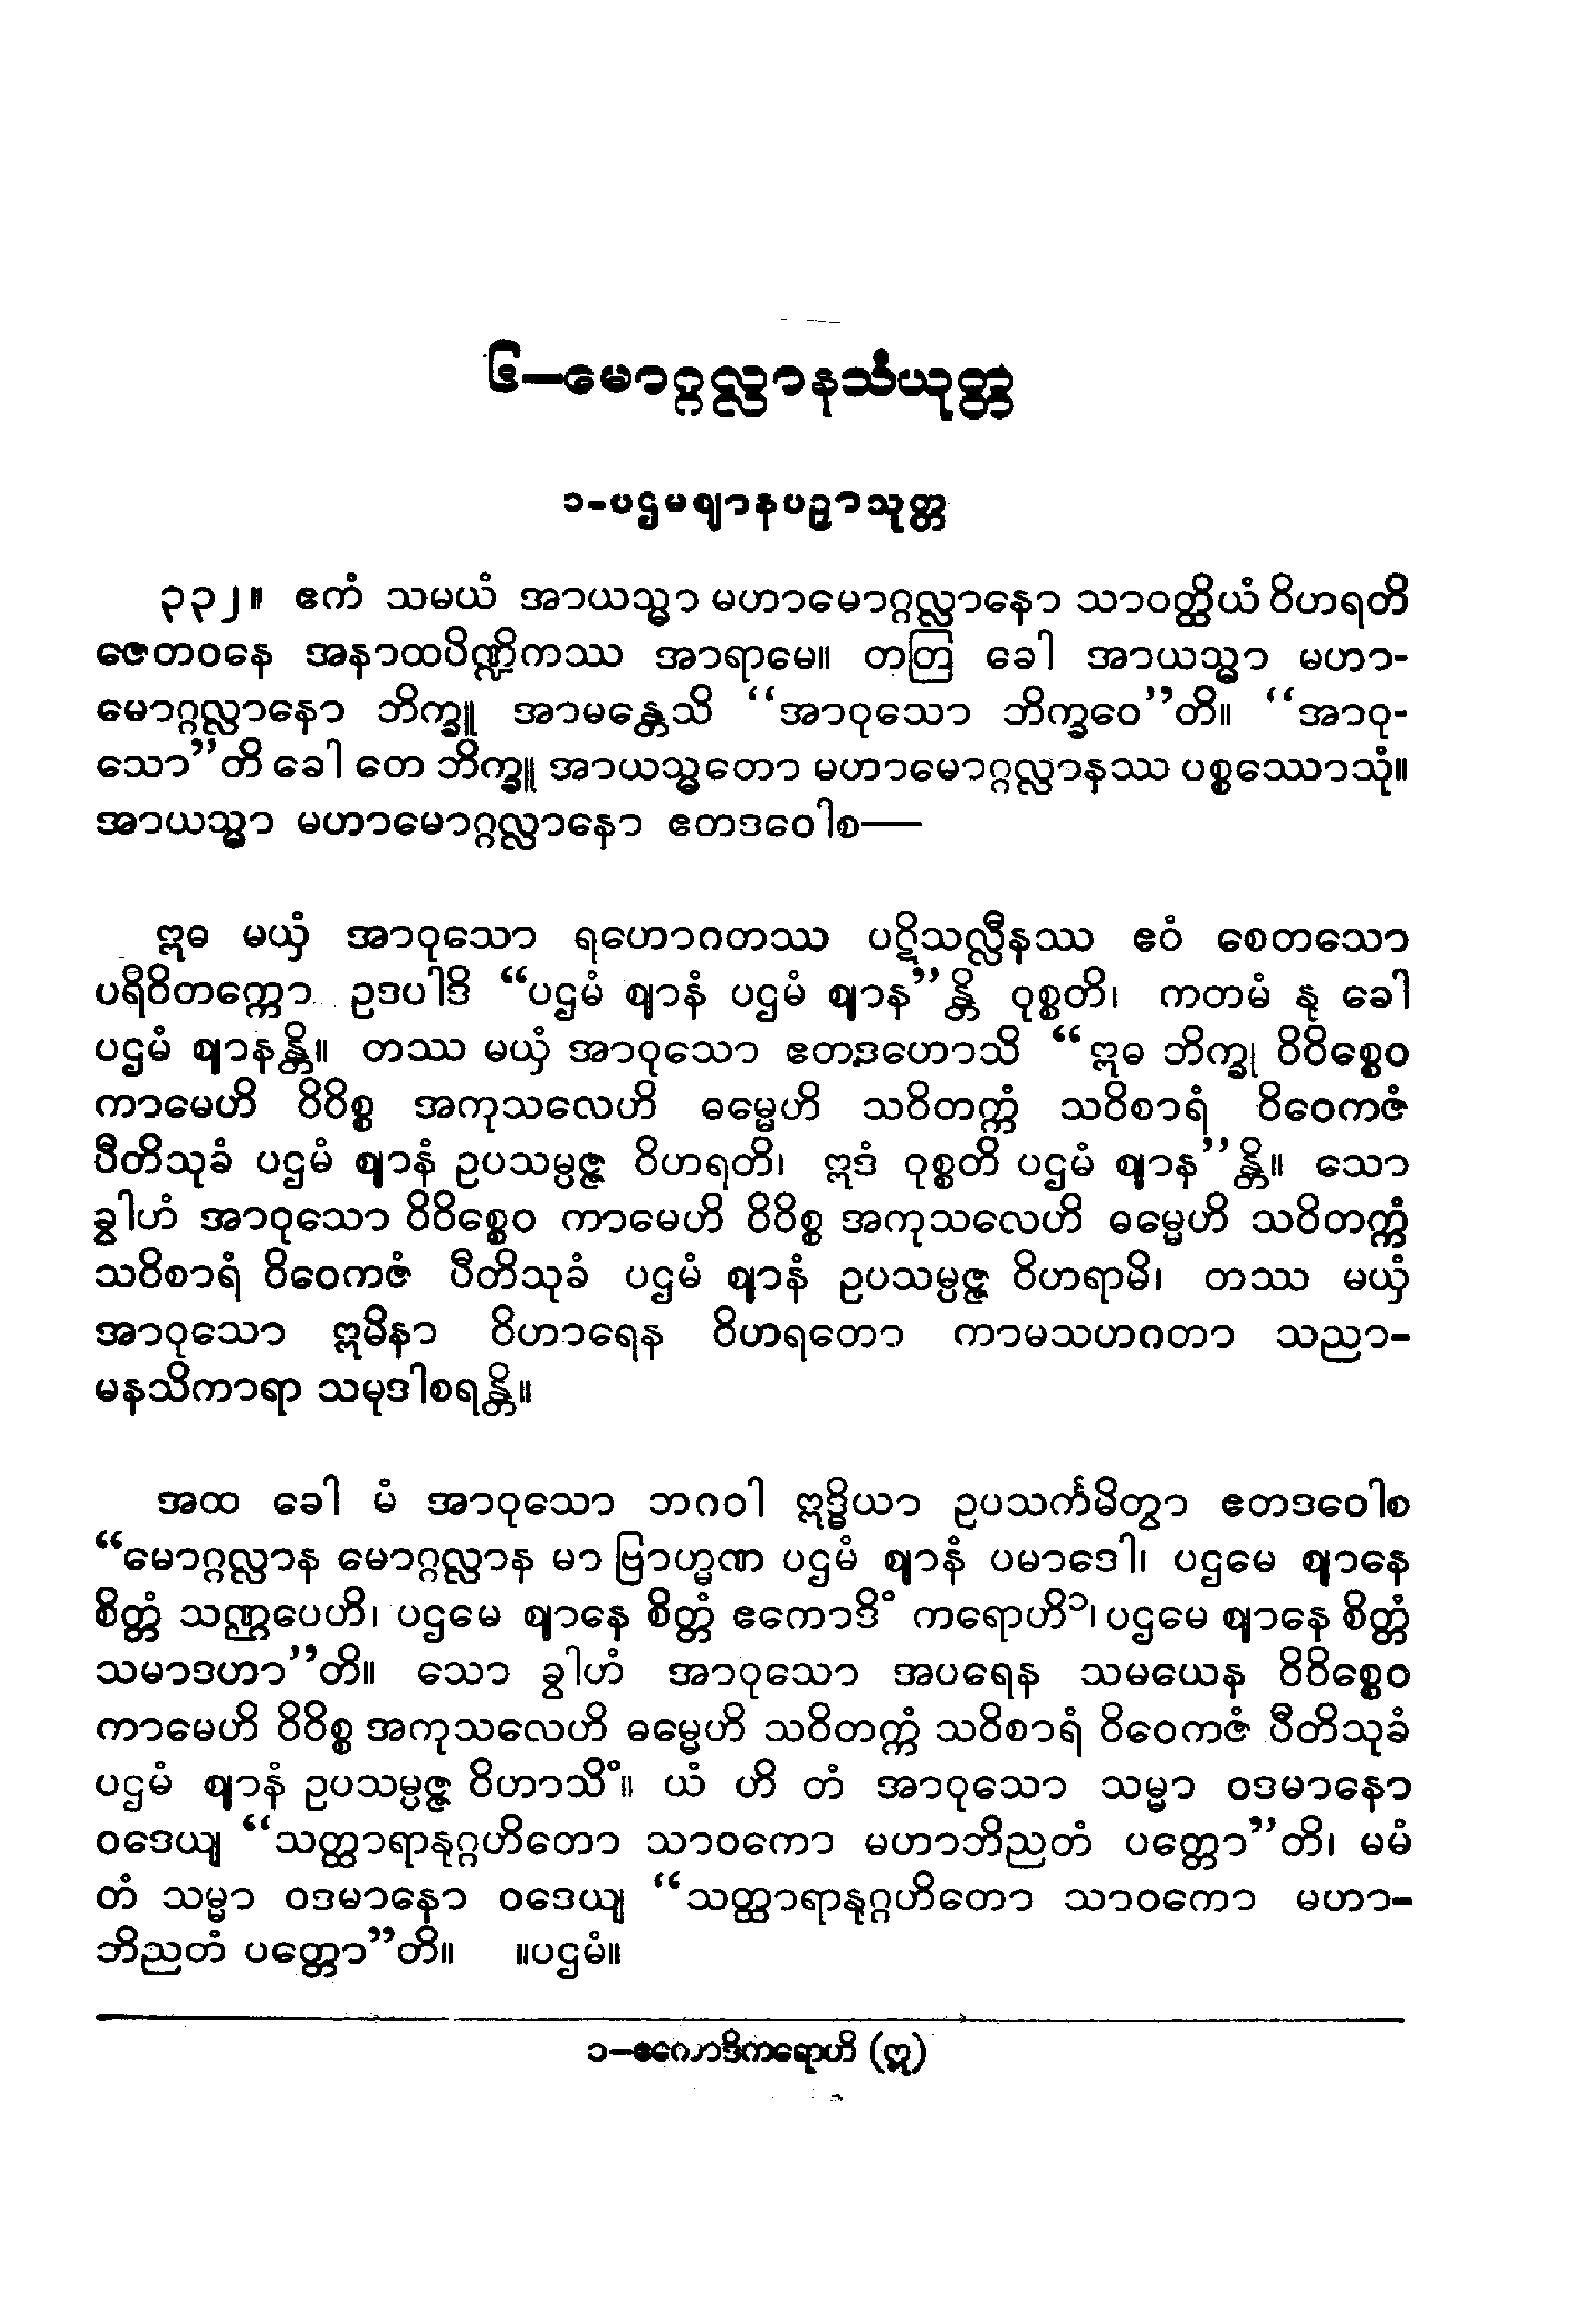 ၆—မောဂ္ဂလ္လာနသံယုတ္တ
၁-ပဌမဈာနပဉှာသုတ္တ
၃၃၂။ ဧကံ သမယံ အာယသ္မာ မဟာမောဂ္ဂလ္လာနော သာဝတ္ထိယံ ဝိဟရတိ
ဇေတဝနေ အနာထပိဏ္ဍိကဿ အာရာမေ။ တတြ ခေါ အာယသ္မာ မဟာ-
မောဂ္ဂလ္လာနော ဘိက္ခူ အာမန္တေသိ “အာဝုသော ဘိက္ခဝေ”တိ။ “အာဝု-
သော”တိ ခေါ တေ ဘိက္ခူ အာယသ္မတော မဟာမောဂ္ဂလ္လာနဿ ပစ္စဿောသုံ။
အာယသ္မာ မဟာမောဂ္ဂလ္လာနော ဧတဒဝေါစ—
ဣဓ မယှံ အာဝုသော ရဟောဂတဿ ပဋိသလ္လီနဿ ဧဝံ စေတသော
ပရိဝိတက္ကော ဥဒပါဒိ “ပဌမံ ဈာနံ ပဌမံ ဈာန”န္တိ ဝုစ္စတိ၊ ကတမံ နု ခေါ
ပဌမံ ဈာနန္တိ။ တဿ မယှံ အာဝုသော ဧတဒဟောသိ “ဣဓ ဘိက္ခု ဝိဝိစ္စေဝ
ကာမေဟိ ဝိဝိစ္စ အကုသလေဟိ ဓမ္မေဟိ သဝိတက္ကံ သဝိစာရံ ဝိဝေကဇံ
ပီတိသုခံ ပဌမံ ဈာနံ ဥပသမ္ပဇ္ဇ ဝိဟရတိ၊ ဣဒံ ဝုစ္စတိ ပဌမံ ဈာန”န္တိ။ သော
ခွါဟံ အာဝုသော ဝိဝိစ္စေဝ ကာမေဟိ ဝိဝိစ္စ အကုသလေဟိ ဓမ္မေဟိ သဝိတက္ကံ
သဝိစာရံ ဝိဝေကဇံ ပီတိသုခံ ပဌမံ ဈာနံ ဥပသမ္ပဇ္ဇ ဝိဟရာမိ၊ တဿ မယှံ
အာဝုသော ဣမိနာ ဝိဟာရေန ဝိဟရတော ကာမသဟဂတာ သညာ-
မနသိကာရာ သမုဒါစရန္တိ။
အထ ခေါ မံ အာဝုသော ဘဂဝါ ဣဒ္ဓိယာ ဥပသင်္ကမိတွာ ဧတဒဝေါစ
“မောဂ္ဂလ္လာန မောဂ္ဂလ္လာန မာ ဗြာဟ္မဏ ပဌမံ ဈာနံ ပမာဒေါ၊ ပဌမေ ဈာနေ
စိတ္တံ သဏ္ဌပေဟိ၊ ပဌမေ ဈာနေ စိတ္တံ ဧကောဒိံ ကရောဟိ၁၊ ပဌမေ ဈာနေ စိတ္တံ
သမာဒဟာ”တိ။ သော ခွါဟံ အာဝုသော အပရေန သမယေန ဝိဝိစ္စေဝ
ကာမေဟိ ဝိဝိစ္စ အကုသလေဟိ ဓမ္မေဟိ သဝိတက္ကံ သဝိစာရံ ဝိဝေကဇံ ပီတိသုခံ
ပဌမံ ဈာနံ ဥပသမ္ပဇ္ဇ ဝိဟာသိံ။ ယံ ဟိ တံ အာဝုသော သမ္မာ ဝဒမာနော
ဝဒေယျ “သတ္ထာရာနုဂ္ဂဟိတော သာဝကော မဟာဘိညတံ ပတ္တော”တိ၊ မမံ
တံ သမ္မာ ဝဒမာနော ဝဒေယျ “သတ္ထာရာနုဂ္ဂဟိတော သာဝကော မဟာ-
ဘိညတံ ပတ္တော”တိ။ ။ပဌမံ။
၁—ဧကောဒိကရောဟိ (ဣ)